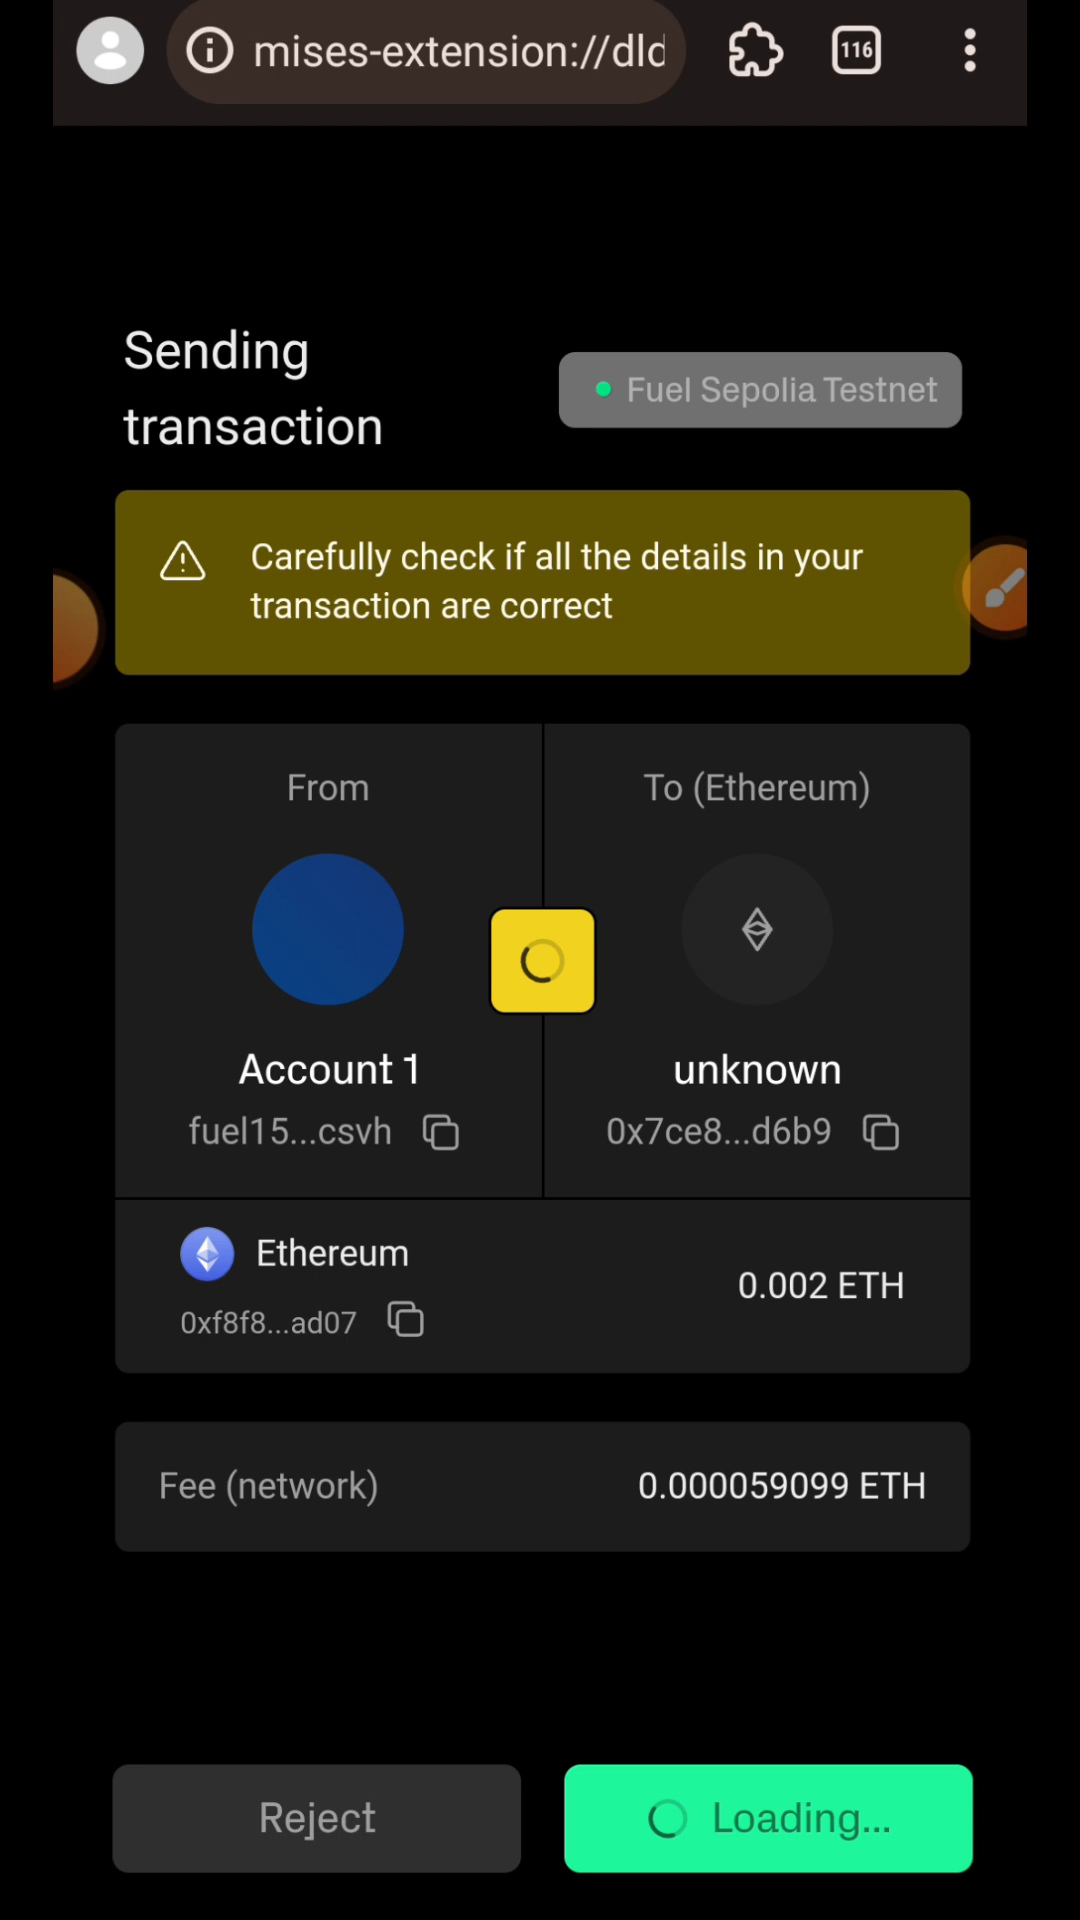 mises-extension://dld
116
Sending
transaction
Fuel Sepolia Testnet
Carefully check if all the details in your
transaction are correct
From
To (Ethereum)
Account 1
unknown
fuel15...csvh
0x7ce8...d6b9
Ethereum
0.002 ETH
0xf8f8...ad07
Fee (network)
0.000059099 ETH
Reject
Loading...